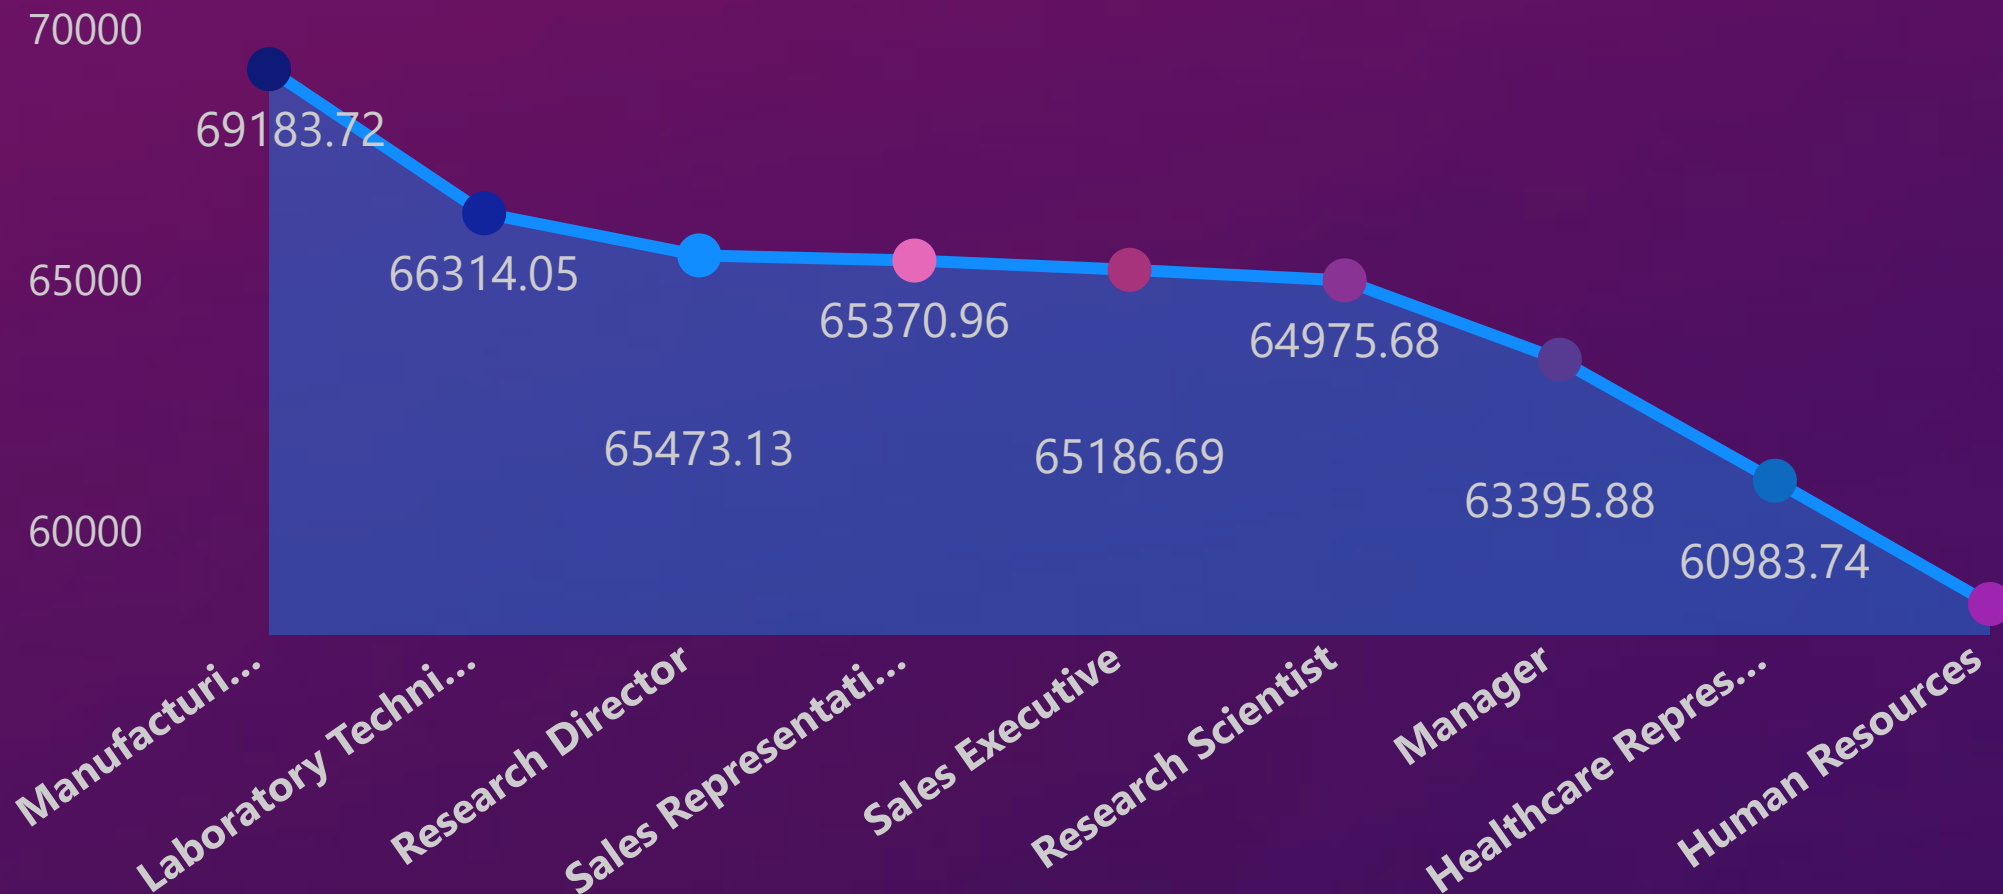 70000
65000
60000
69183.72
66314.05
65473.13
65370.96
65186.69
64975.68
63395.88
60983.74
Manufacturi...
Laboratory Techni...
Research Director
Sales Representati...
Sales Executive
Research Scientist
Manager
Healthcare Repres...
Human Resources